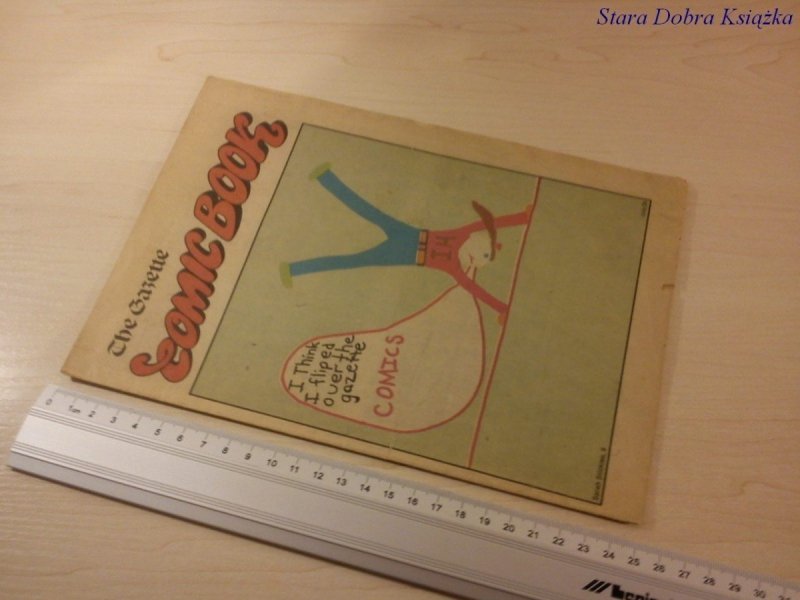 Stara Dobra Książka
The Gazette
COMIC BOOK
I Think
I fliped
over the
gazette
COMICS
0 1 2 3 4 5 6 7 8 9 10 11 12 13 14 15 16 17 18 19 20 21 22 23 24 25 26 27 28 29 30